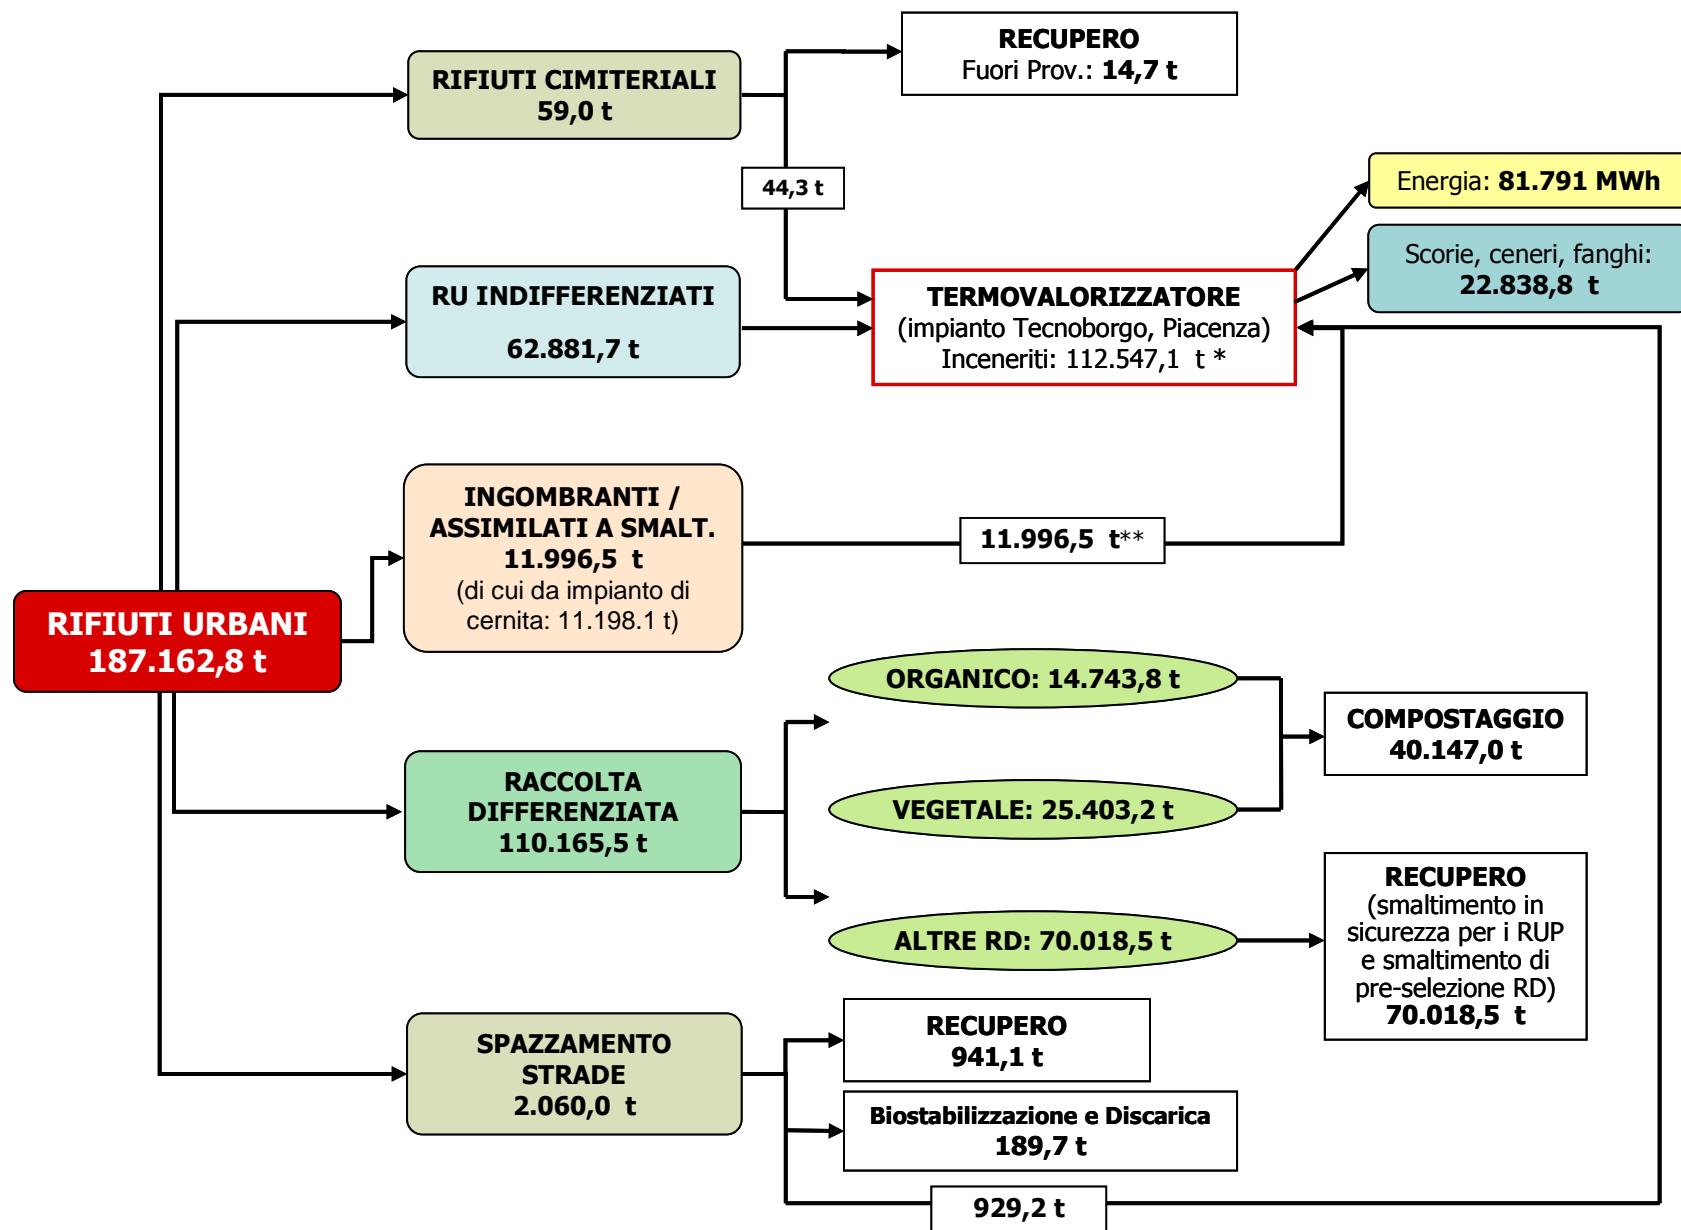 RECUPERO
Fuori Prov.: 14,7 t
RIFIUTI CIMITERIALI
59,0 t
44,3 t
Energia: 81.791 MWh
Scorie, ceneri, fanghi:
22.838,8 t
RU INDIFFERENZIATI
62.881,7 t
TERMOVALORIZZATORE
(impianto Tecnoborgo, Piacenza)
Inceneriti: 112.547,1 t *
INGOMBRANTI /
ASSIMILATI A SMALT.
11.996,5 t
(di cui da impianto di
cernita: 11.198.1 t)
11.996,5 t**
RIFIUTI URBANI
187.162,8 t
ORGANICO: 14.743,8 t
COMPOSTAGGIO
40.147,0 t
RACCOLTA
DIFFERENZIATA
110.165,5 t
VEGETALE: 25.403,2 t
ALTRE RD: 70.018,5 t
RECUPERO
(smaltimento in
sicurezza per i RUP
e smaltimento di
pre-selezione RD)
70.018,5 t
SPAZZAMENTO
STRADE
2.060,0 t
RECUPERO
941,1 t
Biostabilizzazione e Discarica
189,7 t
929,2 t